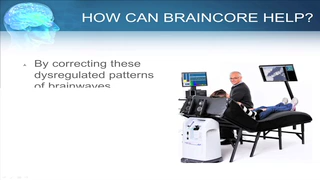 HOW CAN BRAINCORE HELP?
By correcting these
dysregulated patterns
of brainwaves